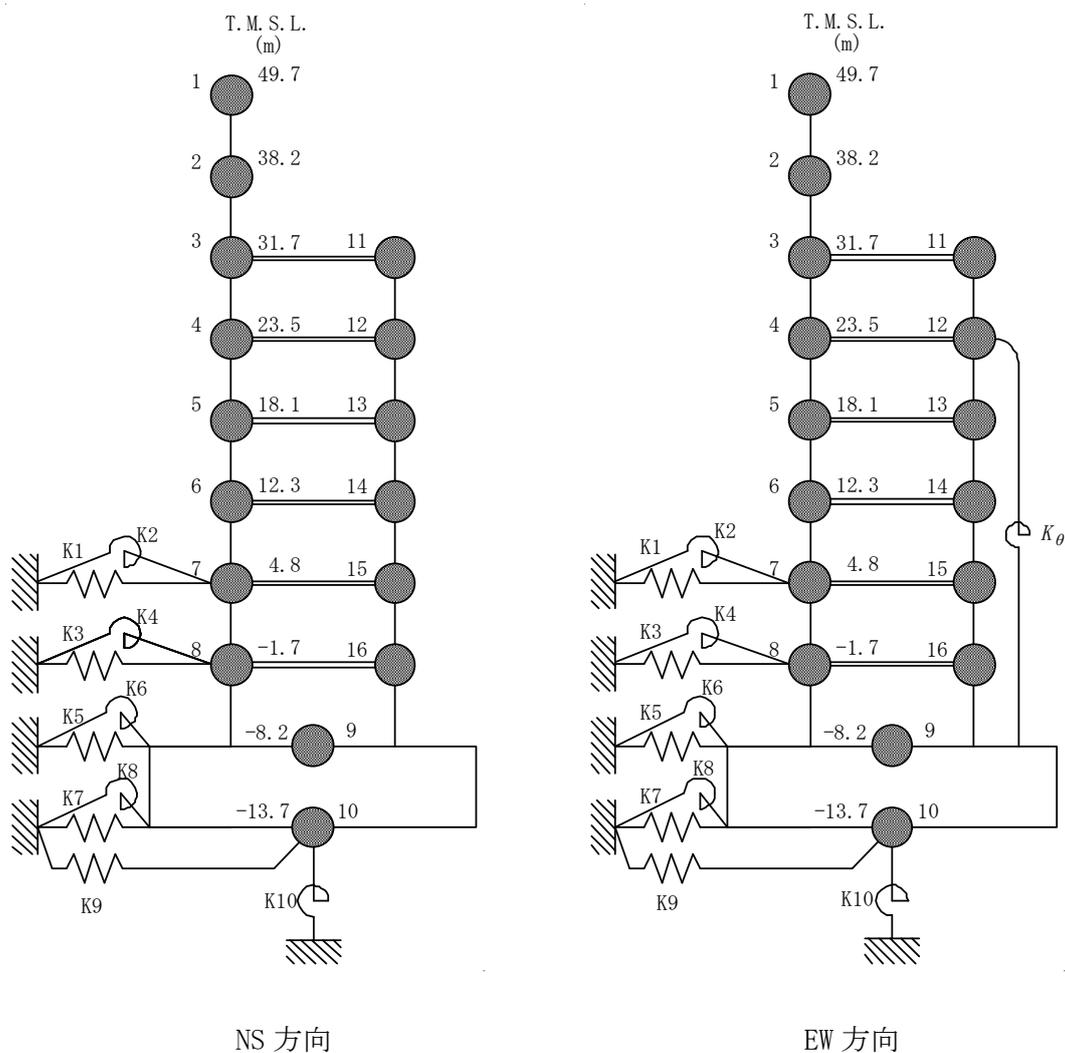 T.M.S.L.
(m)
1 49.7
2 38.2
3 31.7 11
4 23.5 12
5 18.1 13
6 12.3 14
K1 K2
7 4.8 15
K3 K4
8 -1.7 16
K5 K6
-8.2 9
K7 K8
-13.7 10
K9
K10
NS 方向
T.M.S.L.
(m)
1 49.7
2 38.2
3 31.7 11
4 23.5 12
5 18.1 13
6 12.3 14
K1 K2
Kθ
7 4.8 15
K3 K4
8 -1.7 16
K5 K6
-8.2 9
K7 K8
-13.7 10
K9
K10
EW 方向